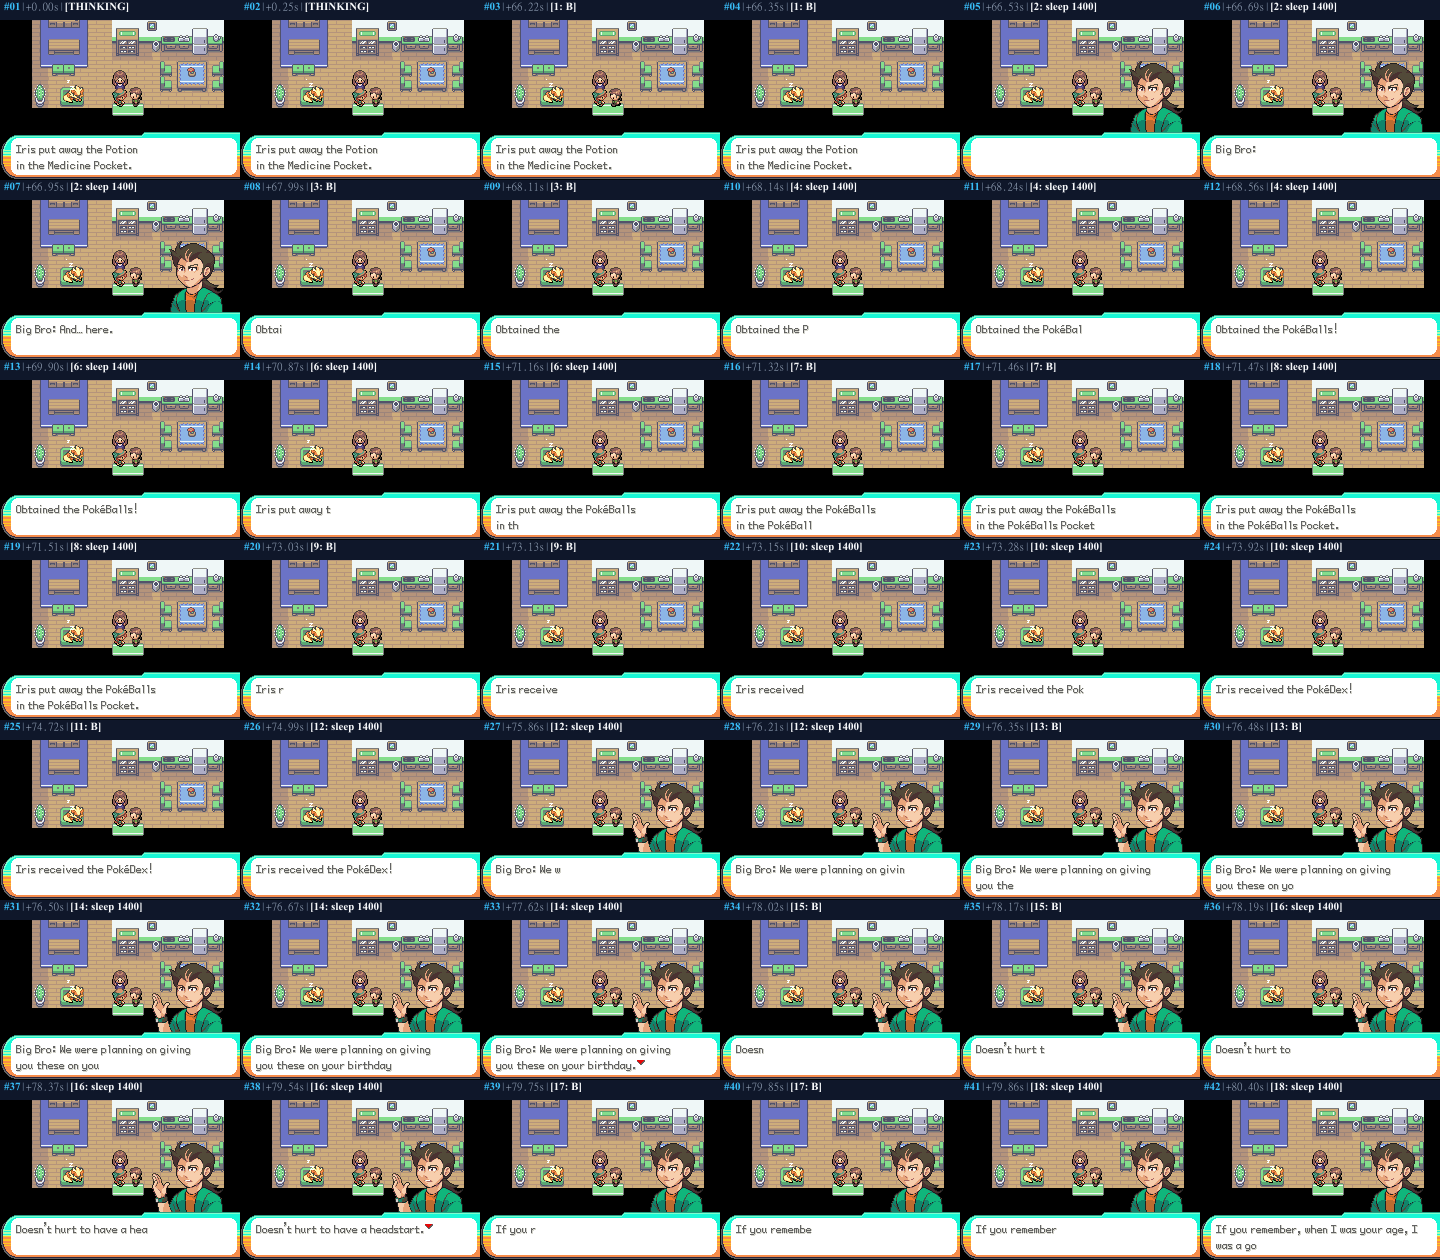 #01|+0.00s|[THINKING]
Iris put away the Potion
in the Medicine Pocket.
#02|+0.25s|[THINKING]
Iris put away the Potion
in the Medicine Pocket.
#03|+66.22s|[1: B]
Iris put away the Potion
in the Medicine Pocket.
#04|+66.35s|[1: B]
Iris put away the Potion
in the Medicine Pocket.
#05|+66.53s|[2: sleep 1400]
#06|+66.69s|[2: sleep 1400]
Big Bro:
#07|+66.95s|[2: sleep 1400]
Big Bro: And... here.
#08|+67.99s|[3: B]
Obtai
#09|+68.11s|[3: B]
Obtained the
#10|+68.14s|[4: sleep 1400]
Obtained the P
#11|+68.24s|[4: sleep 1400]
Obtained the PokéBal
#12|+68.56s|[4: sleep 1400]
Obtained the PokéBalls!
#13|+69.90s|[6: sleep 1400]
Obtained the PokéBalls!
#14|+70.87s|[6: sleep 1400]
Iris put away t
#15|+71.16s|[6: sleep 1400]
Iris put away the PokéBalls
in th
#16|+71.32s|[7: B]
Iris put away the PokéBalls
in the PokéBall
#17|+71.46s|[7: B]
Iris put away the PokéBalls
in the PokéBalls Pocket
#18|+71.47s|[8: sleep 1400]
Iris put away the PokéBalls
in the PokéBalls Pocket.
#19|+71.51s|[8: sleep 1400]
Iris put away the PokéBalls
in the PokéBalls Pocket.
#20|+73.03s|[9: B]
Iris r
#21|+73.13s|[9: B]
Iris receive
#22|+73.15s|[10: sleep 1400]
Iris received
#23|+73.28s|[10: sleep 1400]
Iris received the Pok
#24|+73.92s|[10: sleep 1400]
Iris received the PokéDex!
#25|+74.72s|[11: B]
Iris received the PokéDex!
#26|+74.99s|[12: sleep 1400]
Iris received the PokéDex!
#27|+75.86s|[12: sleep 1400]
Big Bro: We w
#28|+76.21s|[12: sleep 1400]
Big Bro: We were planning on givin
#29|+76.35s|[13: B]
Big Bro: We were planning on giving
you the
#30|+76.48s|[13: B]
Big Bro: We were planning on giving
you these on yo
#31|+76.50s|[14: sleep 1400]
Big Bro: We were planning on giving
you these on you
#32|+76.67s|[14: sleep 1400]
Big Bro: We were planning on giving
you these on your birthday
#33|+77.62s|[14: sleep 1400]
Big Bro: We were planning on giving
you these on your birthday.
#34|+78.02s|[15: B]
Doesn
#35|+78.17s|[15: B]
Doesn't hurt t
#36|+78.19s|[16: sleep 1400]
Doesn't hurt to
#37|+78.37s|[16: sleep 1400]
Doesn't hurt to have a hea
#38|+79.54s|[16: sleep 1400]
Doesn't hurt to have a headstart.
#39|+79.75s|[17: B]
If you r
#40|+79.85s|[17: B]
If you remembe
#41|+79.86s|[18: sleep 1400]
If you remember
#42|+80.40s|[18: sleep 1400]
If you remember, when I was your age, I
was a go